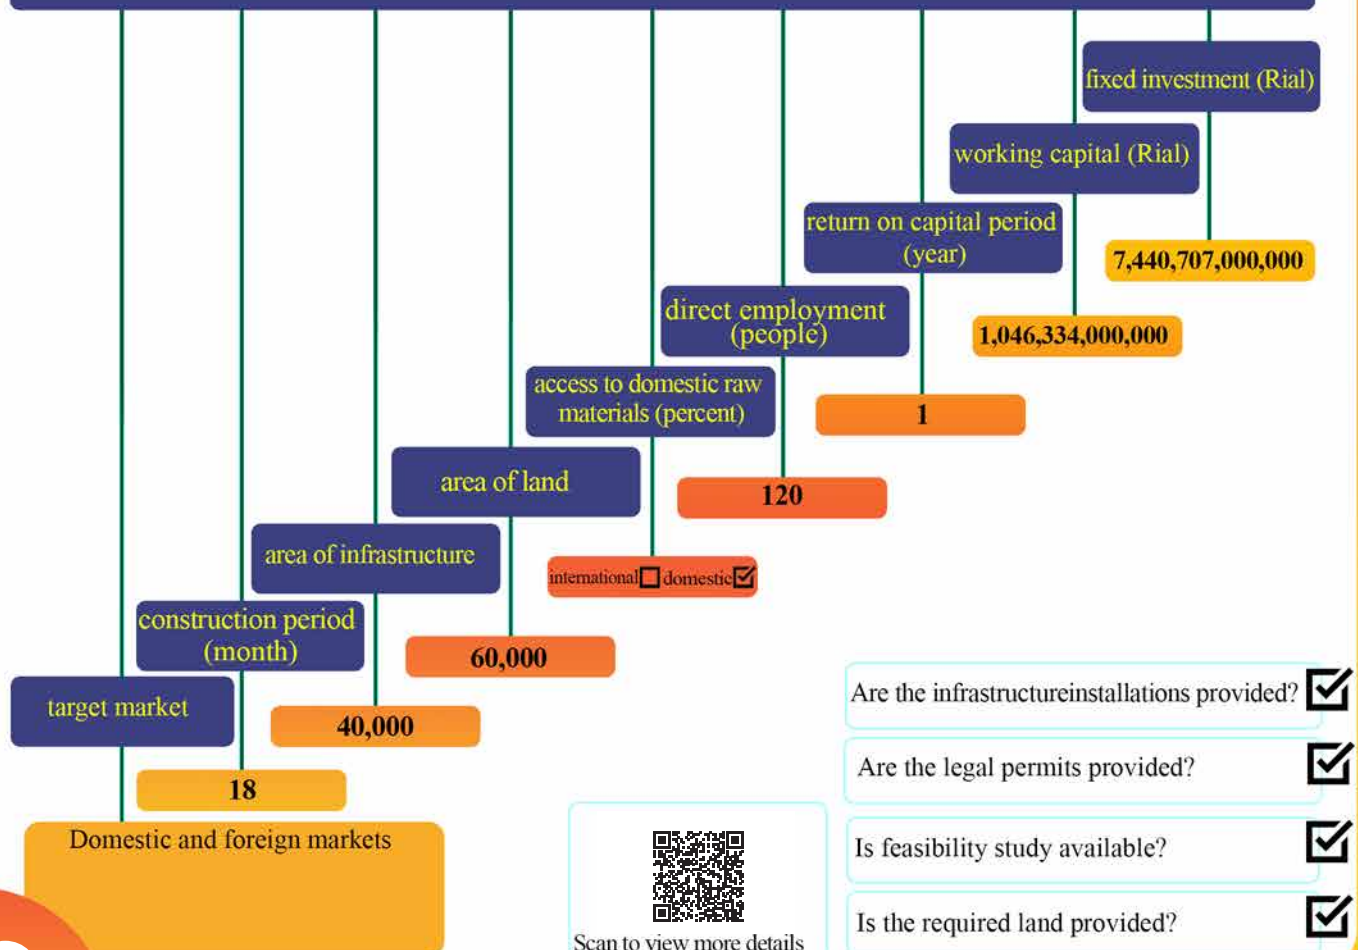 fixed investment (Rial)
7,440,707,000,000
working capital (Rial)
1,046,334,000,000
return on capital period
(year)
1
direct employment
(people)
120
access to domestic raw
materials (percent)
international domestic
area of land
60,000
area of infrastructure
40,000
construction period
(month)
18
target market
Domestic and foreign markets
Scan to view more details
Are the infrastructureinstallations provided?
Are the legal permits provided?
Is feasibility study available?
Is the required land provided?